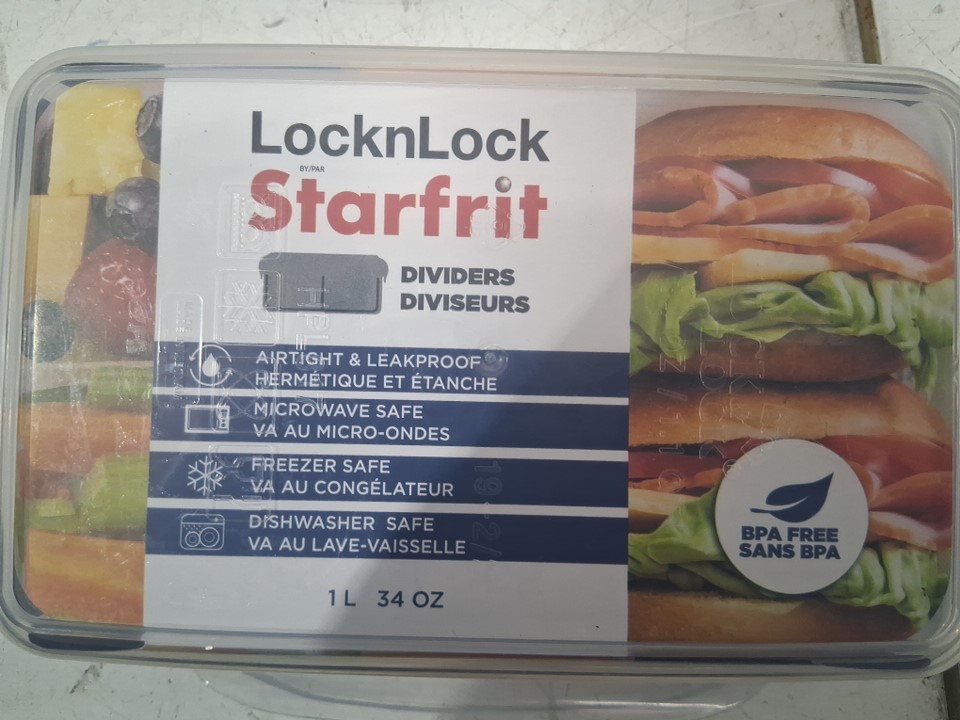 LocknLock
BY/PAR
Starfrit
DIVIDERS
DIVISEURS
AIRTIGHT & LEAKPROOF
HERMÉTIQUE ET ÉTANCHE
MICROWAVE SAFE
VA AU MICRO-ONDES
FREEZER SAFE
VA AU CONGÉLATEUR
DISHWASHER SAFE
VA AU LAVE-VAISSELLE
1 L 34 OZ
BPA FREE
SANS BPA